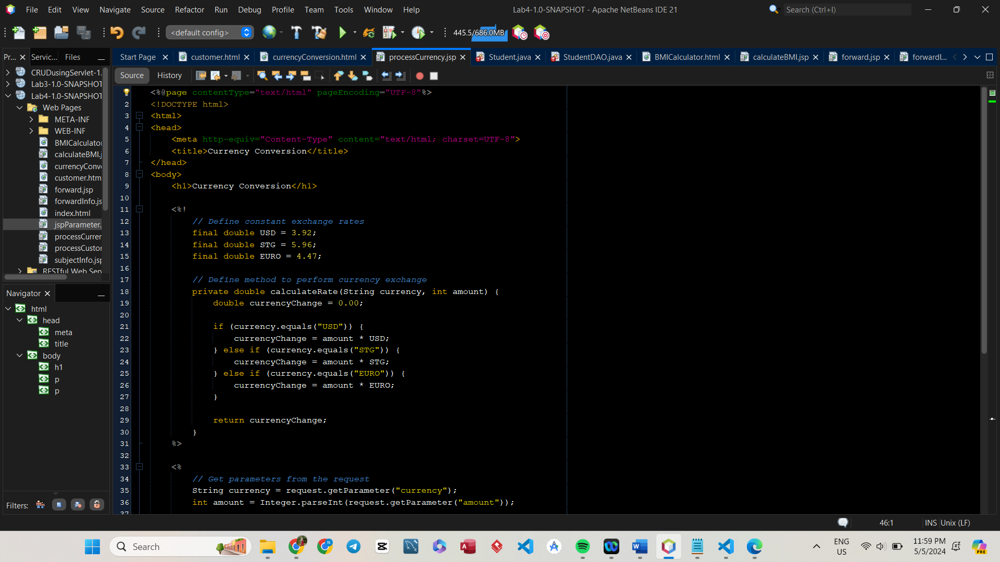 File Edit View Navigate Source Refactor Run Debug Profile Team Tools Window Help
Lab4-1.0-SNAPSHOT - Apache NetBeans IDE 21
Search (Ctrl+I)
<default config>
445.5/686.0MB
Pr... Servic... Files
Start Page customer.html currencyConversion.html processCurrency.jsp Student.java StudentDAO.java BMICalculator.html calculateBMI.jsp forward.jsp forwardI...
Source History
CRUDusingServlet-1.
Lab3-1.0-SNAPSHOT
Lab4-1.0-SNAPSHOT
Web Pages
META-INF
WEB-INF
BMICalculator
calculateBMI.j
currencyConv
customer.htm
forward.jsp
forwardInfo.js
index.html
jspParameter.
processCurrer
processCustor
subjectInfo.jsp
RESTful Web Serv
Navigator
html
head
meta
title
body
h1
p
p
Filters:
<%@page contentType="text/html" pageEncoding="UTF-8"%>
2 <!DOCTYPE html>
3 <html>
4 <head>
5 <meta http-equiv="Content-Type" content="text/html; charset=UTF-8">
6 <title>Currency Conversion</title>
7 </head>
8 <body>
9 <h1>Currency Conversion</h1>
10
11 <%!
12 // Define constant exchange rates
13 final double USD = 3.92;
14 final double STG = 5.96;
15 final double EURO = 4.47;
16
17 // Define method to perform currency exchange
18 private double calculateRate(String currency, int amount) {
19 double currencyChange = 0.00;
20
21 if (currency.equals("USD")) {
22 currencyChange = amount * USD;
23 } else if (currency.equals("STG")) {
24 currencyChange = amount * STG;
25 } else if (currency.equals("EURO")) {
26 currencyChange = amount * EURO;
27 }
28
29 return currencyChange;
30 }
31 %>
32
33 <%
34 // Get parameters from the request
35 String currency = request.getParameter("currency");
36 int amount = Integer.parseInt(request.getParameter("amount"));
37
46:1 INS Unix (LF)
Search
ENG
US
11:59 PM
5/5/2024
PRE